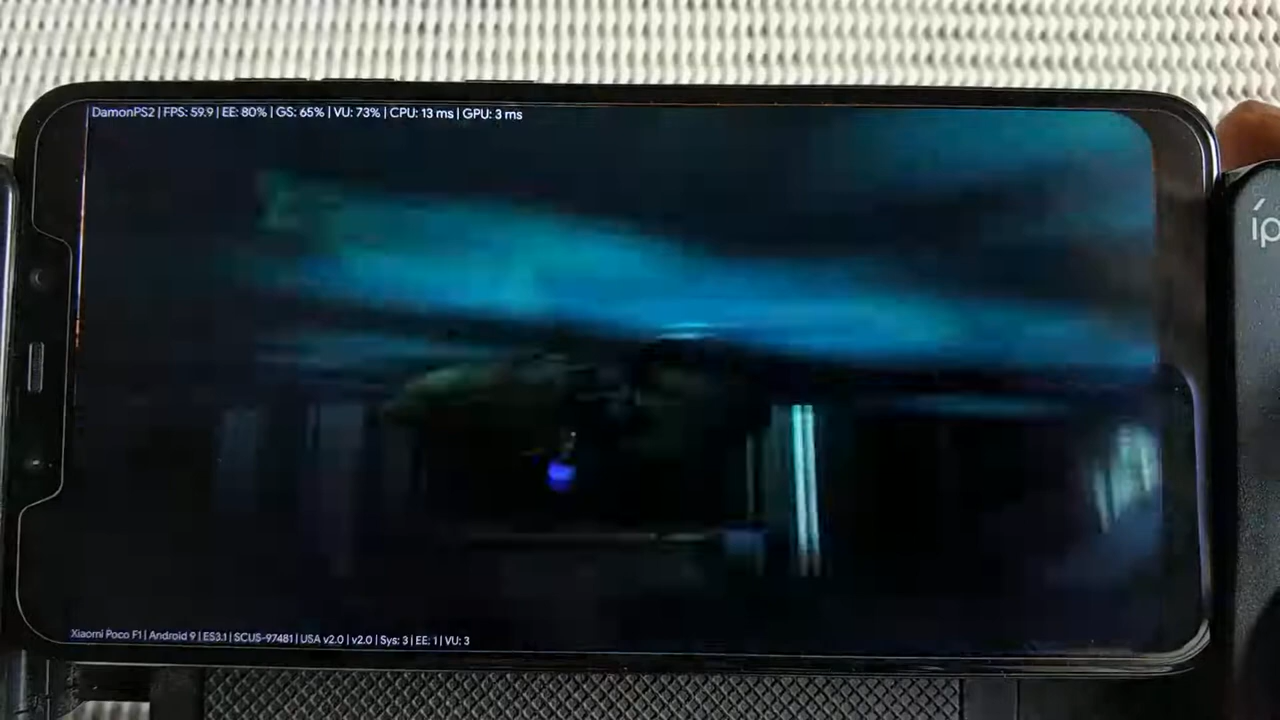 DamonPS2 | FPS: 59.9 | EE: 80% | GS: 65% | VU: 73% | CPU: 13 ms | GPU: 3 ms
íp
Xiaomi Poco F1 | Android 9 | ES3.1 | SCUS-97481 | USA v2.0 | v2.0 | Sys: 3 | EE: 1 | VU: 3